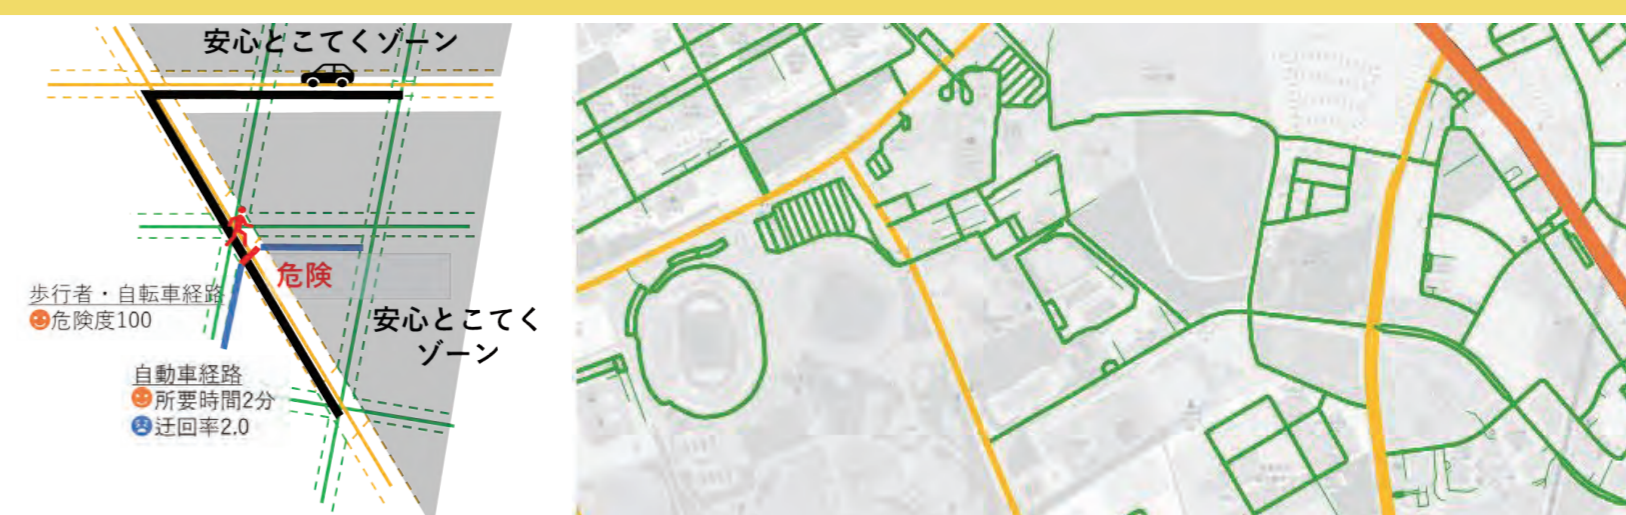 安心とこてくゾーン
危険
歩行者・自転車経路
危険度100
安心とこてく
ゾーン
自動車経路
所要時間2分
迂回率2.0